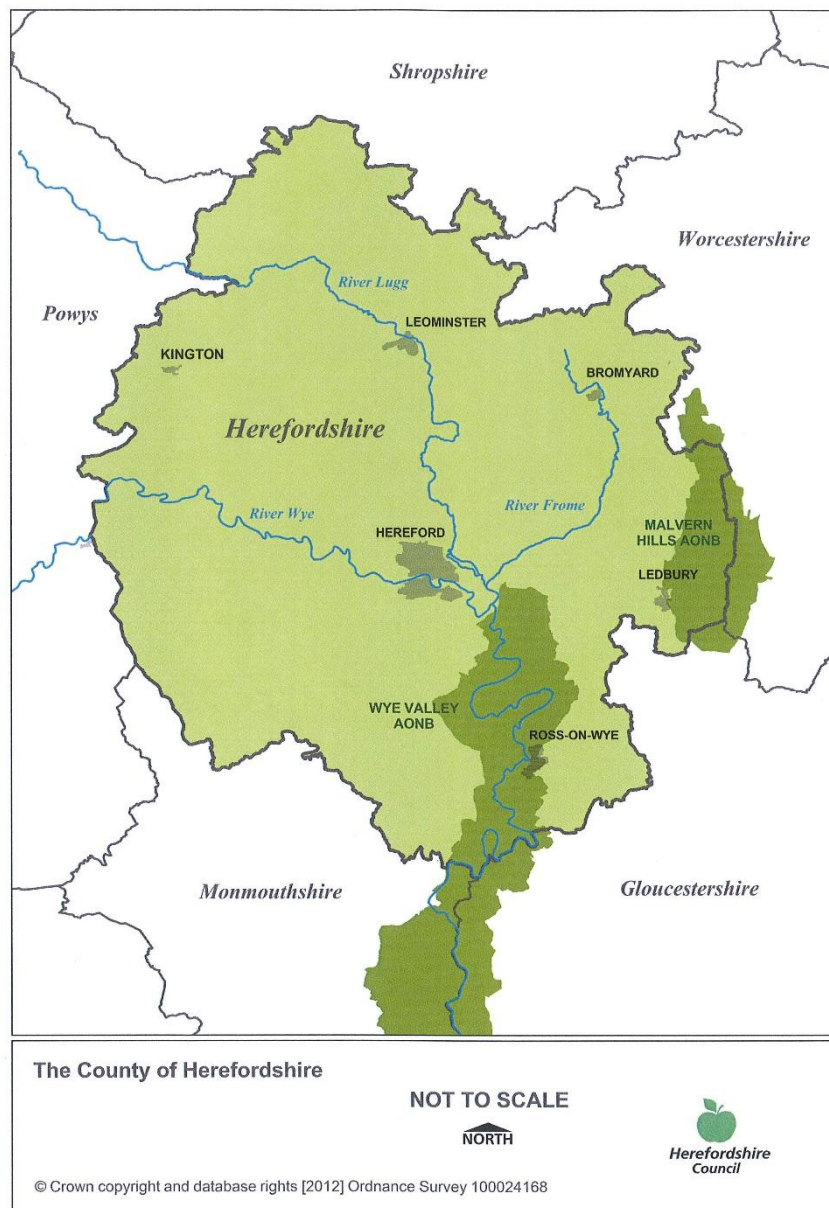 Shropshire
Worcestershire
River Lugg
Powys
LEOMINSTER
KINGTON
BROMYARD
Herefordshire
River Wye
River Frome
HEREFORD
MALVERN
HILLS AONB
LEDBURY
WYE VALLEY
AONB
ROSS-ON-WYE
Monmouthshire
Gloucestershire
The County of Herefordshire
NOT TO SCALE
NORTH
Herefordshire
Council
© Crown copyright and database rights [2012] Ordnance Survey 100024168